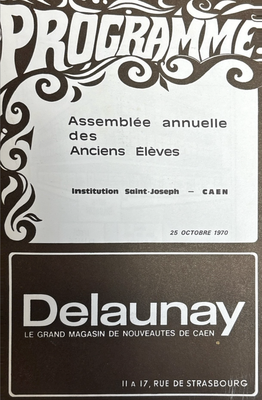 PROGRAMME
Assemblée annuelle
des
Anciens Élèves
Institution Saint-Joseph – CAEN
25 OCTOBRE 1970
Delaunay
LE GRAND MAGASIN DE NOUVEAUTES DE CAEN
11 A 17, RUE DE STRASBOURG